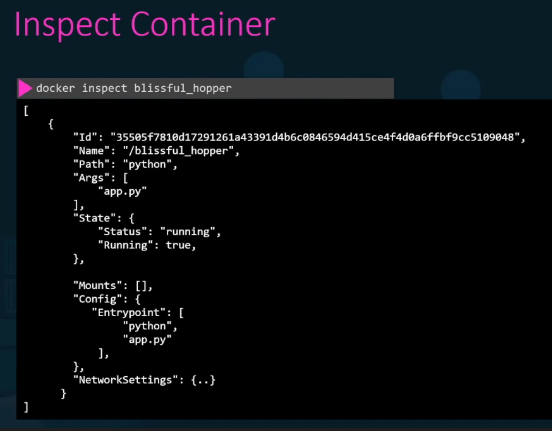 Inspect Container
docker inspect blissful_hopper
[
    {
        "Id": "35505f7810d17291261a43391d4b6c0846594d415ce4f4d0a6ffbf9cc5109048",
        "Name": "/blissful_hopper",
        "Path": "python",
        "Args": [
            "app.py"
        ],
        "State": {
            "Status": "running",
            "Running": true,
        },
        "Mounts": [],
        "Config": {
           "Entrypoint": [
                "python",
                "app.py"
            ],
        },
        "NetworkSettings": {..}
      }
]